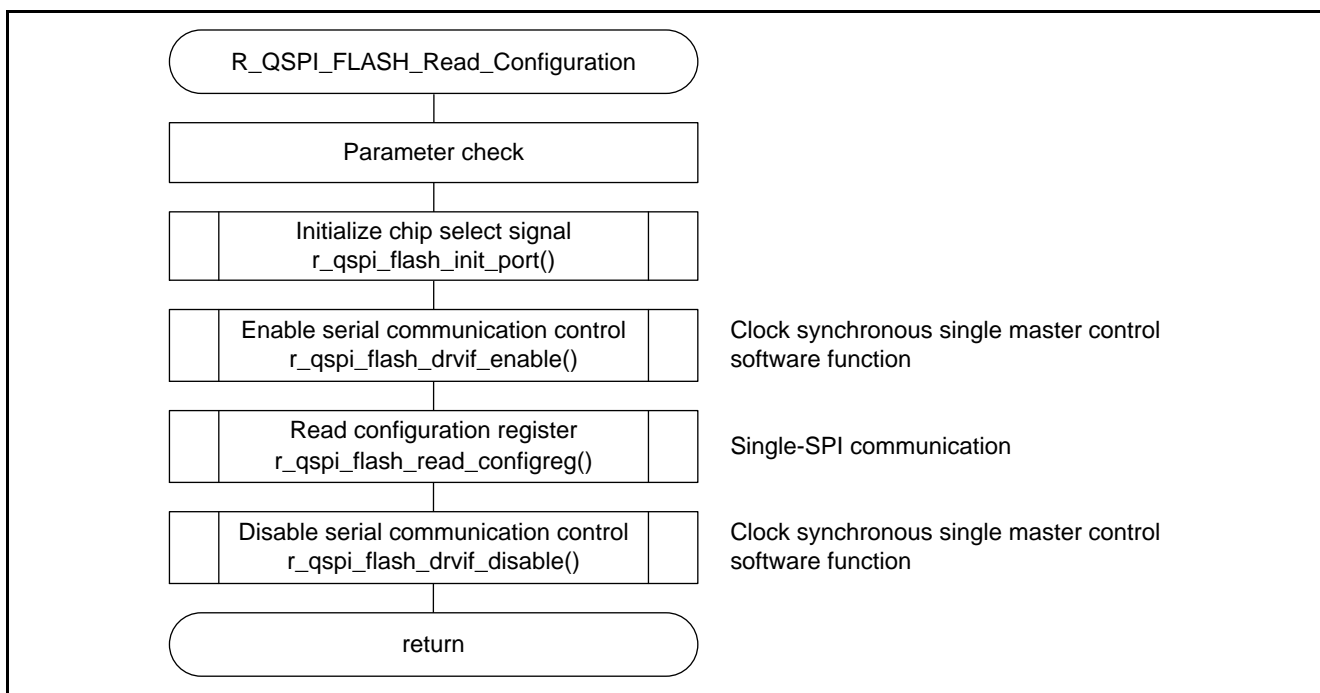 R_QSPI_FLASH_Read_Configuration
Parameter check
Initialize chip select signal
r_qspi_flash_init_port()
Enable serial communication control
r_qspi_flash_drvif_enable()
Clock synchronous single master control
software function
Read configuration register
r_qspi_flash_read_configreg()
Single-SPI communication
Disable serial communication control
r_qspi_flash_drvif_disable()
Clock synchronous single master control
software function
return